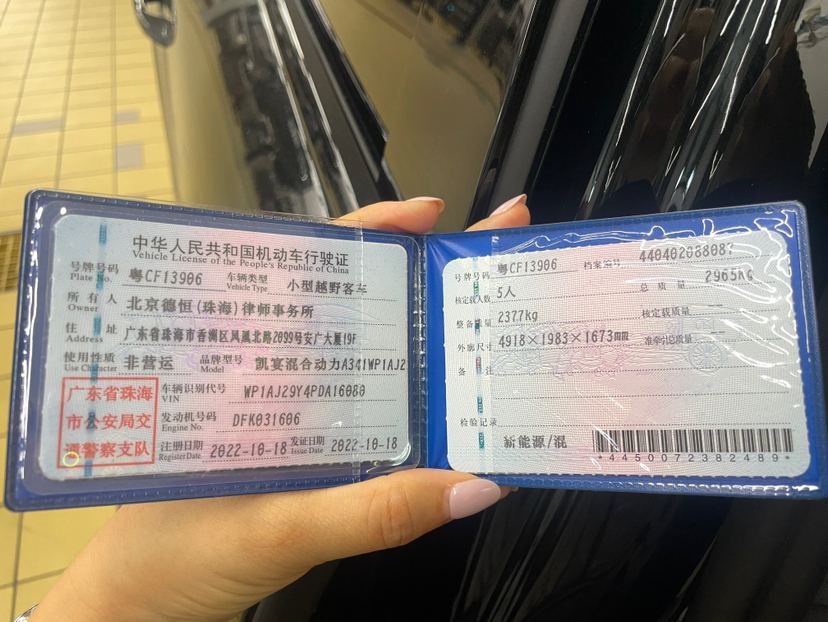 中华人民共和国机动车行驶证
Vehicle License of the People's Republic of China
号牌号码 粤CF13906 车辆类型 小型越野客车
Plate No. Vehicle Type
所有人 北京德恒(珠海)律师事务所
Owner
住址 广东省珠海市香洲区凤凰北路2099号安广大厦19F
Address
使用性质 非营运 品牌型号 凯宴混合动力A341WP1AJ2
Use Character Model
广东省珠海
市公安局交
通警察支队
车辆识别代号 WP1AJ29Y4PDA16080
VIN
发动机号码 DFK031606
Engine No.
注册日期 2022-10-18 发证日期 2022-10-18
Register Date Issue Date
号牌号码 粤CF13906 档案编号 440402088087
核定载人数 5人 总质量 2965KG
整备质量 2377kg 核定载质量 --
外廓尺寸 4918×1983×1673mm 准牵引总质量 --
备注
检验记录
新能源/混
*4450072382489*